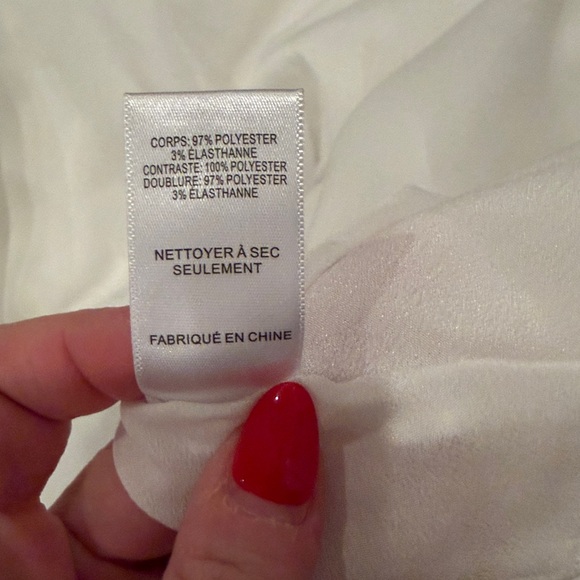 CORPS: 97% POLYESTER
3% ÉLASTHANNE
CONTRASTE: 100% POLYESTER
DOUBLURE: 97% POLYESTER
3% ÉLASTHANNE
NETTOYER À SEC
SEULEMENT
FABRIQUÉ EN CHINE